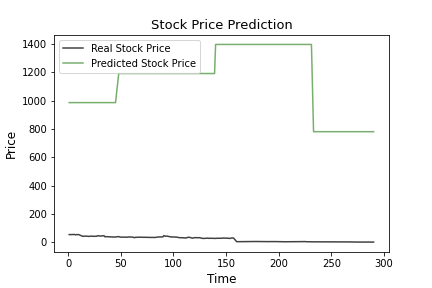 Stock Price Prediction
Real Stock Price
Predicted Stock Price
1400
1200
1000
800
600
400
200
0
Price
0 50 100 150 200 250 300
Time